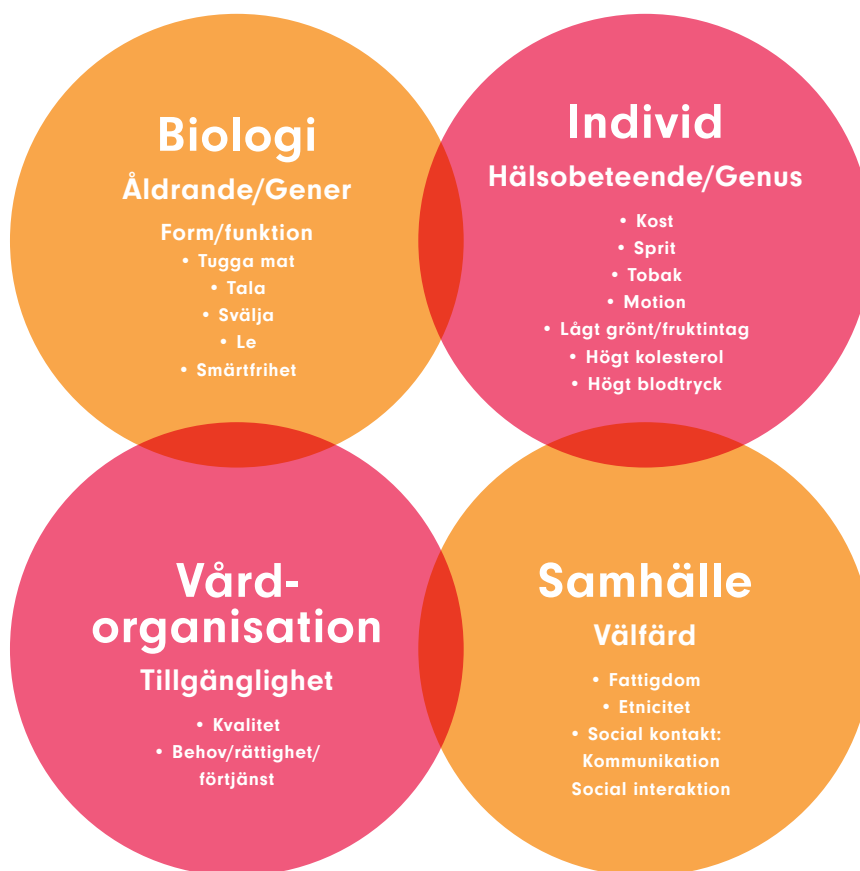 Biologi
Åldrande/Gener
Form/funktion
• Tugga mat
• Tala
• Svälja
• Le
• Smärtfrihet
Individ
Hälsobeteende/Genus
• Kost
• Sprit
• Tobak
• Motion
• Lågt grönt/fruktintag
• Högt kolesterol
• Högt blodtryck
Vård-
organisation
Tillgänglighet
• Kvalitet
• Behov/rättighet/
förtjänst
Samhälle
Välfärd
• Fattigdom
• Etnicitet
• Social kontakt:
Kommunikation
Social interaktion